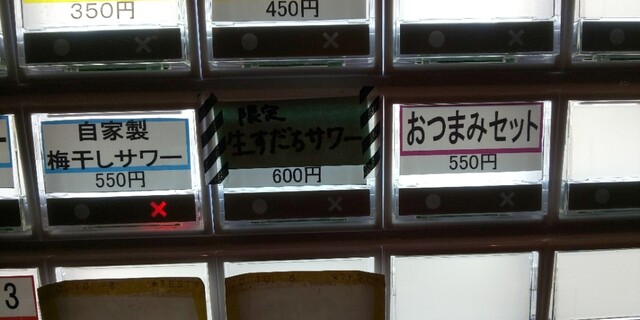 350円
450円
自家製
梅干しサワー
550円
限定
生すだちサワー
600円
おつまみセット
550円
3